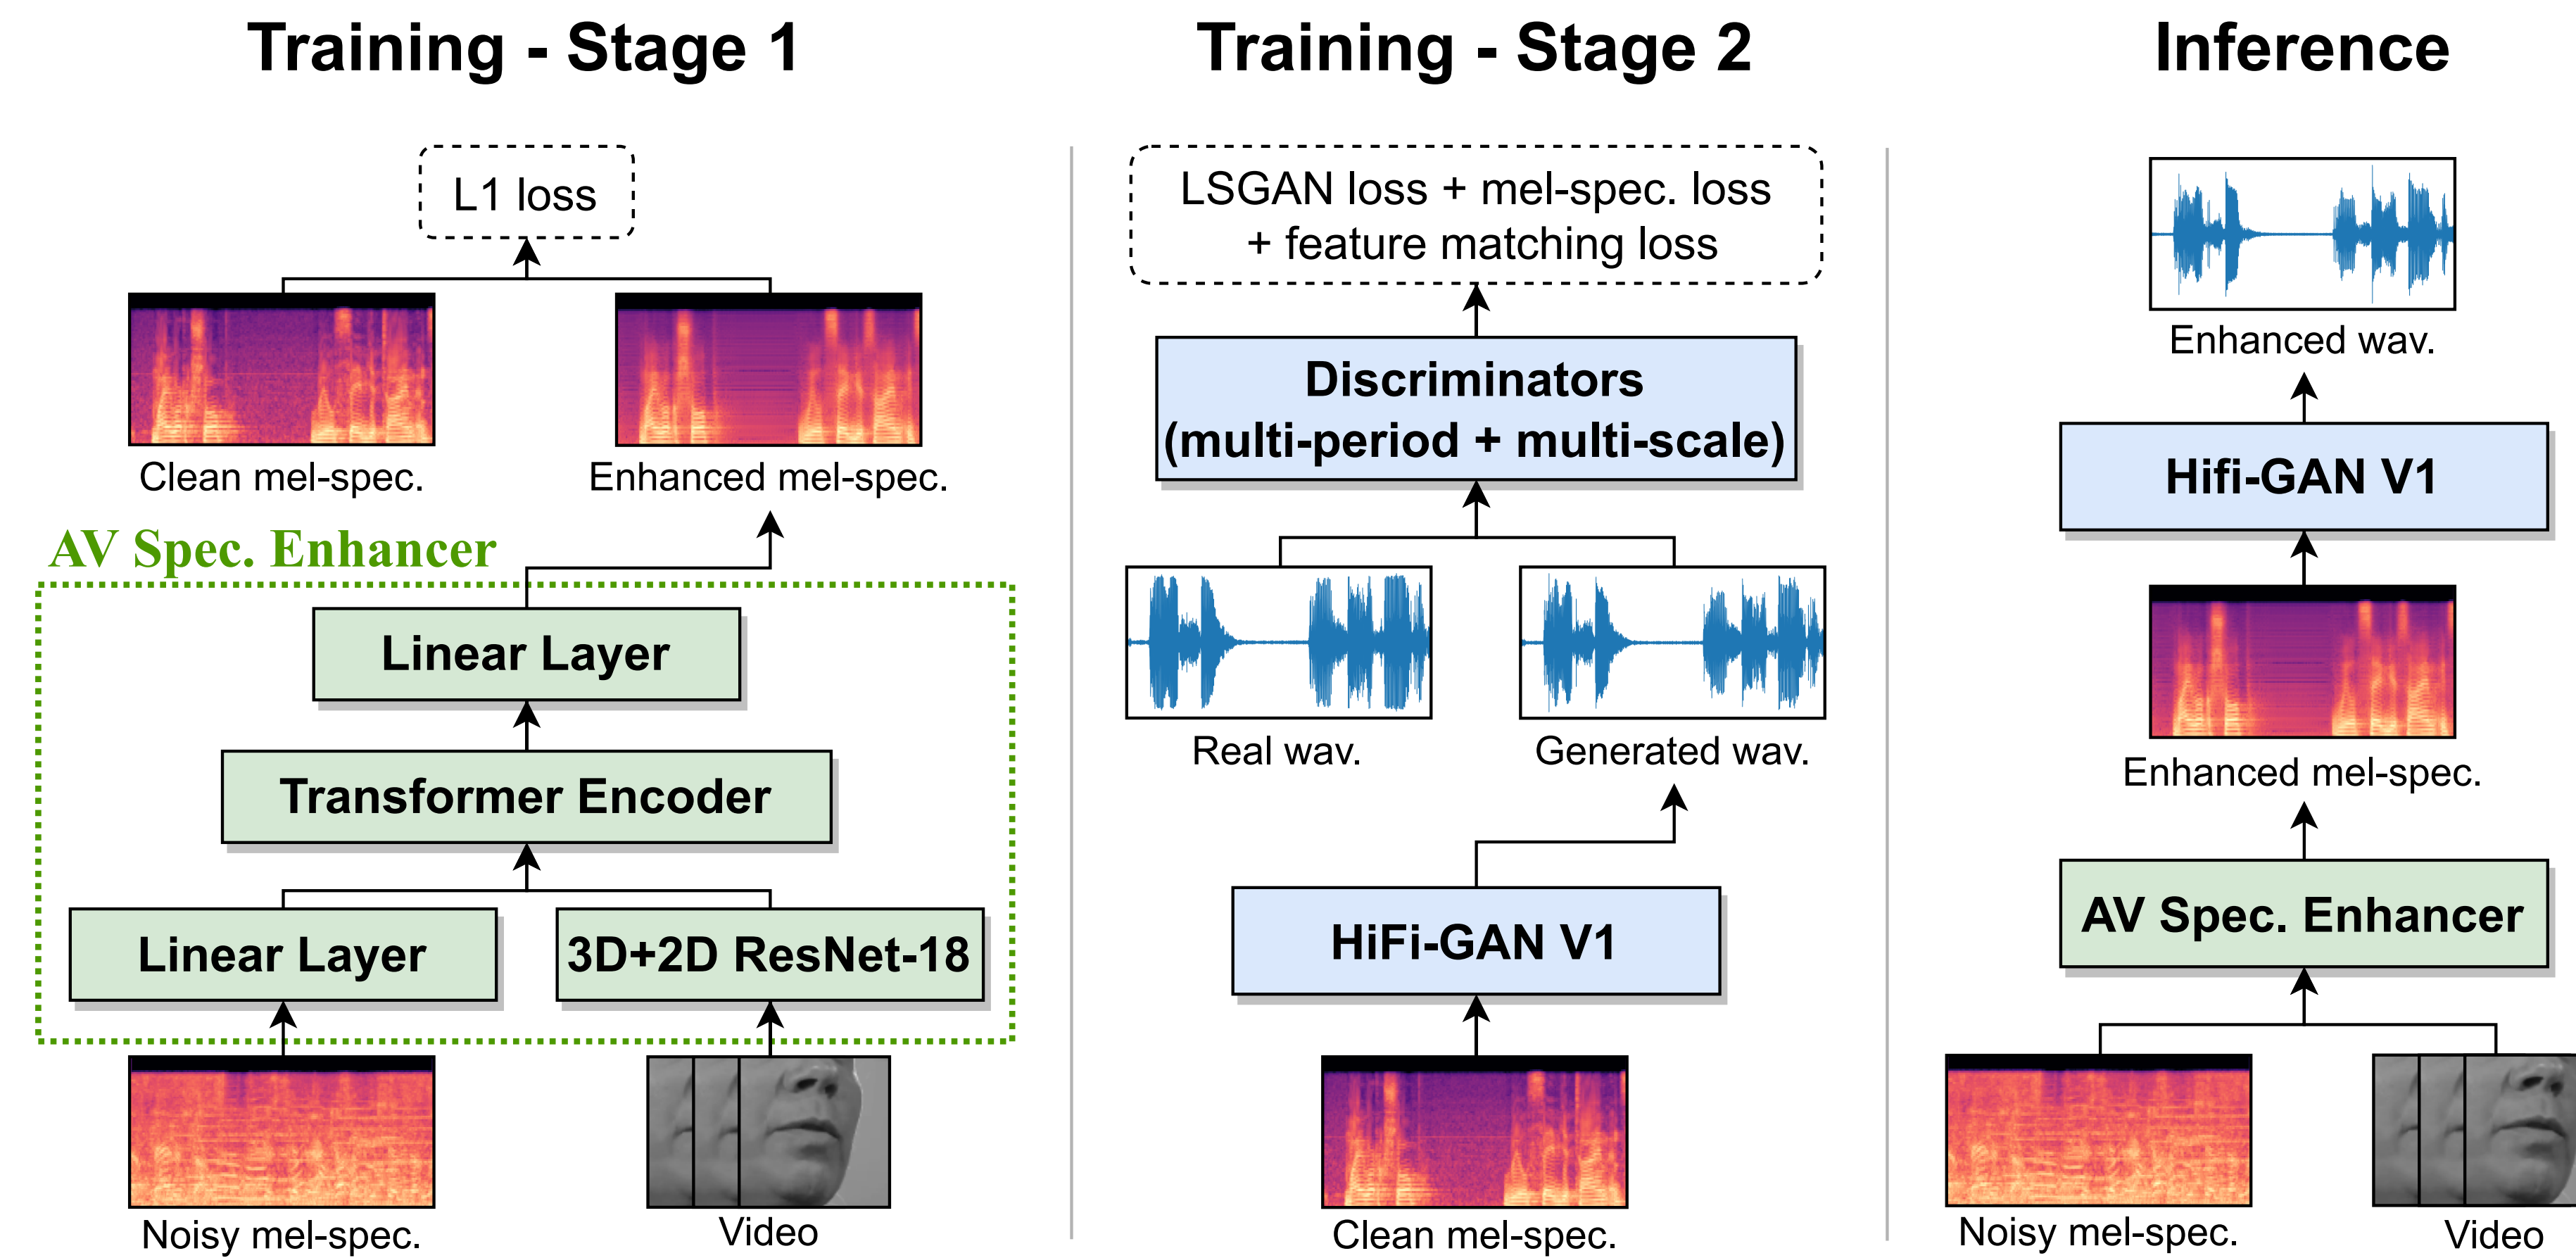 Training - Stage 1
L1 loss
Clean mel-spec.
Enhanced mel-spec.
AV Spec. Enhancer
Linear Layer
Transformer Encoder
Linear Layer
3D+2D ResNet-18
Noisy mel-spec.
Video
Training - Stage 2
LSGAN loss + mel-spec. loss
+ feature matching loss
Discriminators
(multi-period + multi-scale)
Real wav.
Generated wav.
HiFi-GAN V1
Clean mel-spec.
Inference
Enhanced wav.
Hifi-GAN V1
Enhanced mel-spec.
AV Spec. Enhancer
Noisy mel-spec.
Video